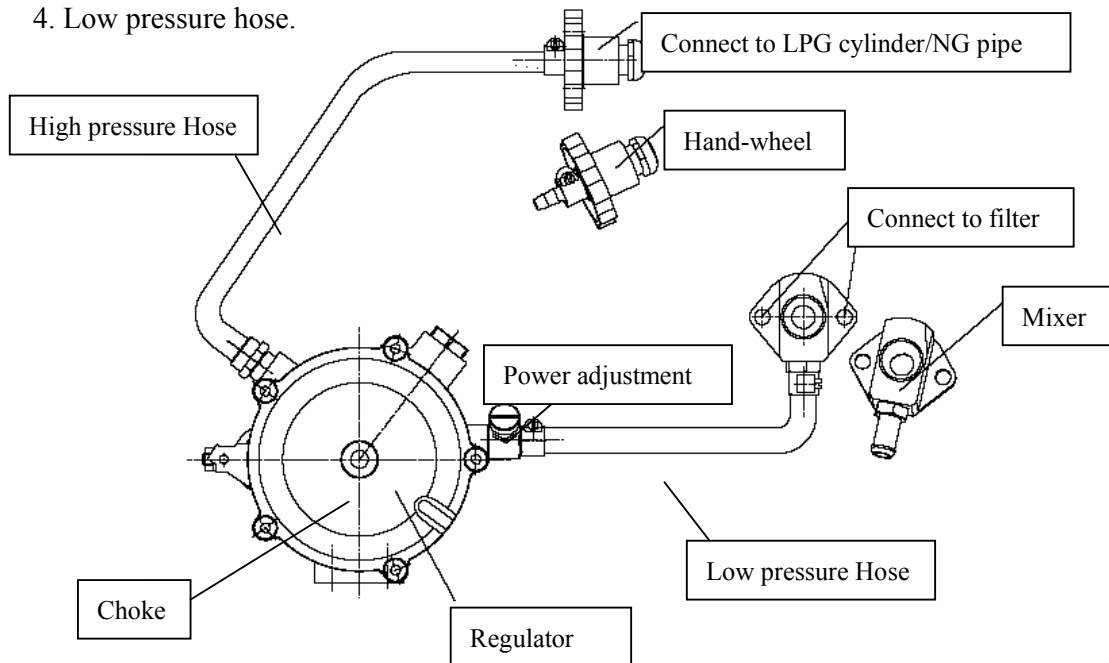 4. Low pressure hose.
Connect to LPG cylinder/NG pipe
High pressure Hose
Hand-wheel
Connect to filter
Mixer
Power adjustment
Low pressure Hose
Choke
Regulator